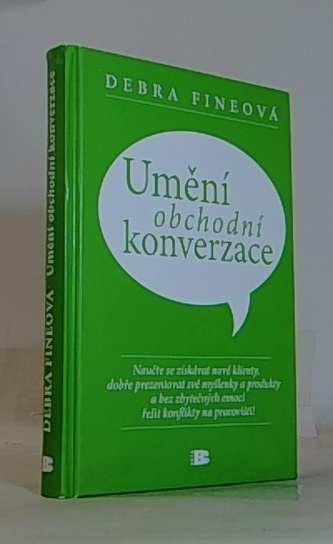 DEBRA FINEOVÁ
Umění
obchodní
konverzace
Naučte se získávat nové klienty,
dobře prezentovat své myšlenky a produkty
a bez zbytečných emocí
řešit konflikty na pracovišti!
B
DEBRA FINEOVÁ Umění obchodní konverzace
B